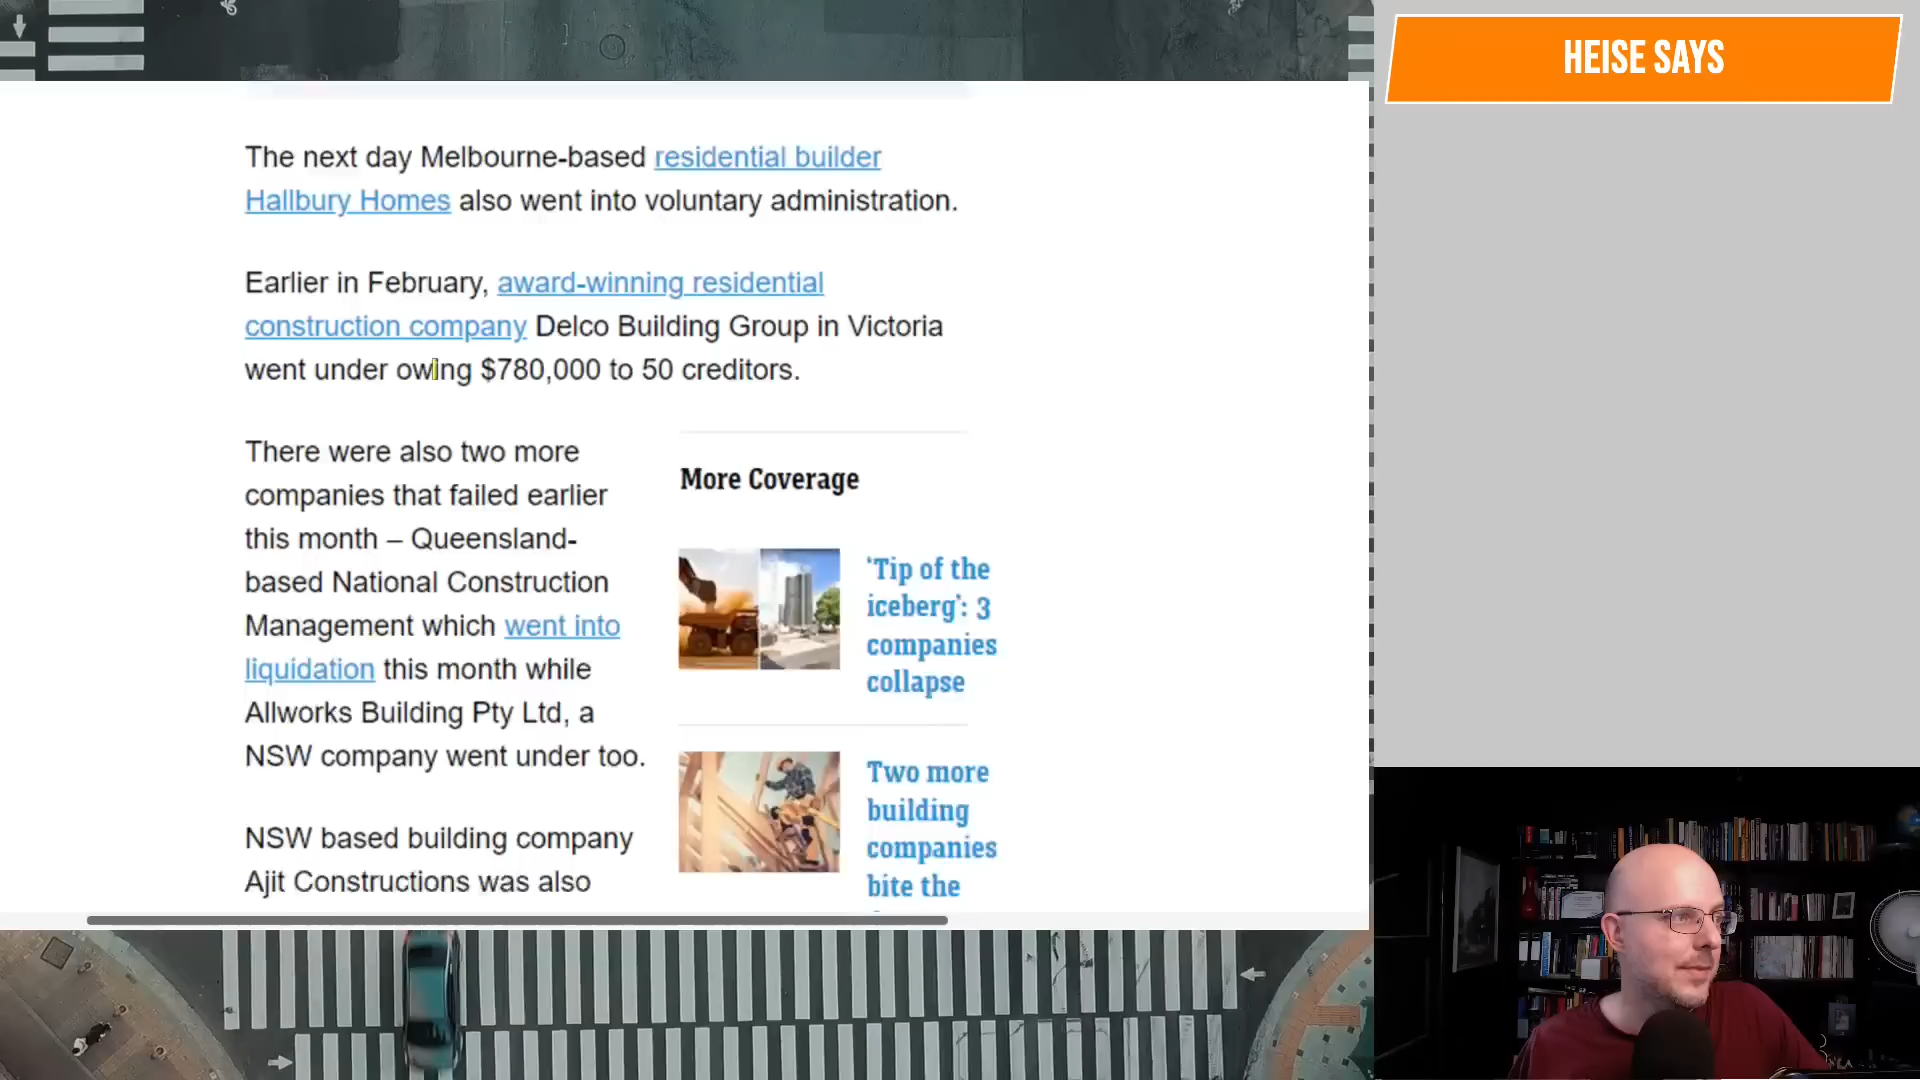 HEISE SAYS
The next day Melbourne-based residential builder
Hallbury Homes also went into voluntary administration.
Earlier in February, award-winning residential
construction company Delco Building Group in Victoria
went under owing $780,000 to 50 creditors.
There were also two more
companies that failed earlier
this month – Queensland-
based National Construction
Management which went into
liquidation this month while
Allworks Building Pty Ltd, a
NSW company went under too.
NSW based building company
Ajit Constructions was also
More Coverage
‘Tip of the
iceberg’: 3
companies
collapse
Two more
building
companies
bite the